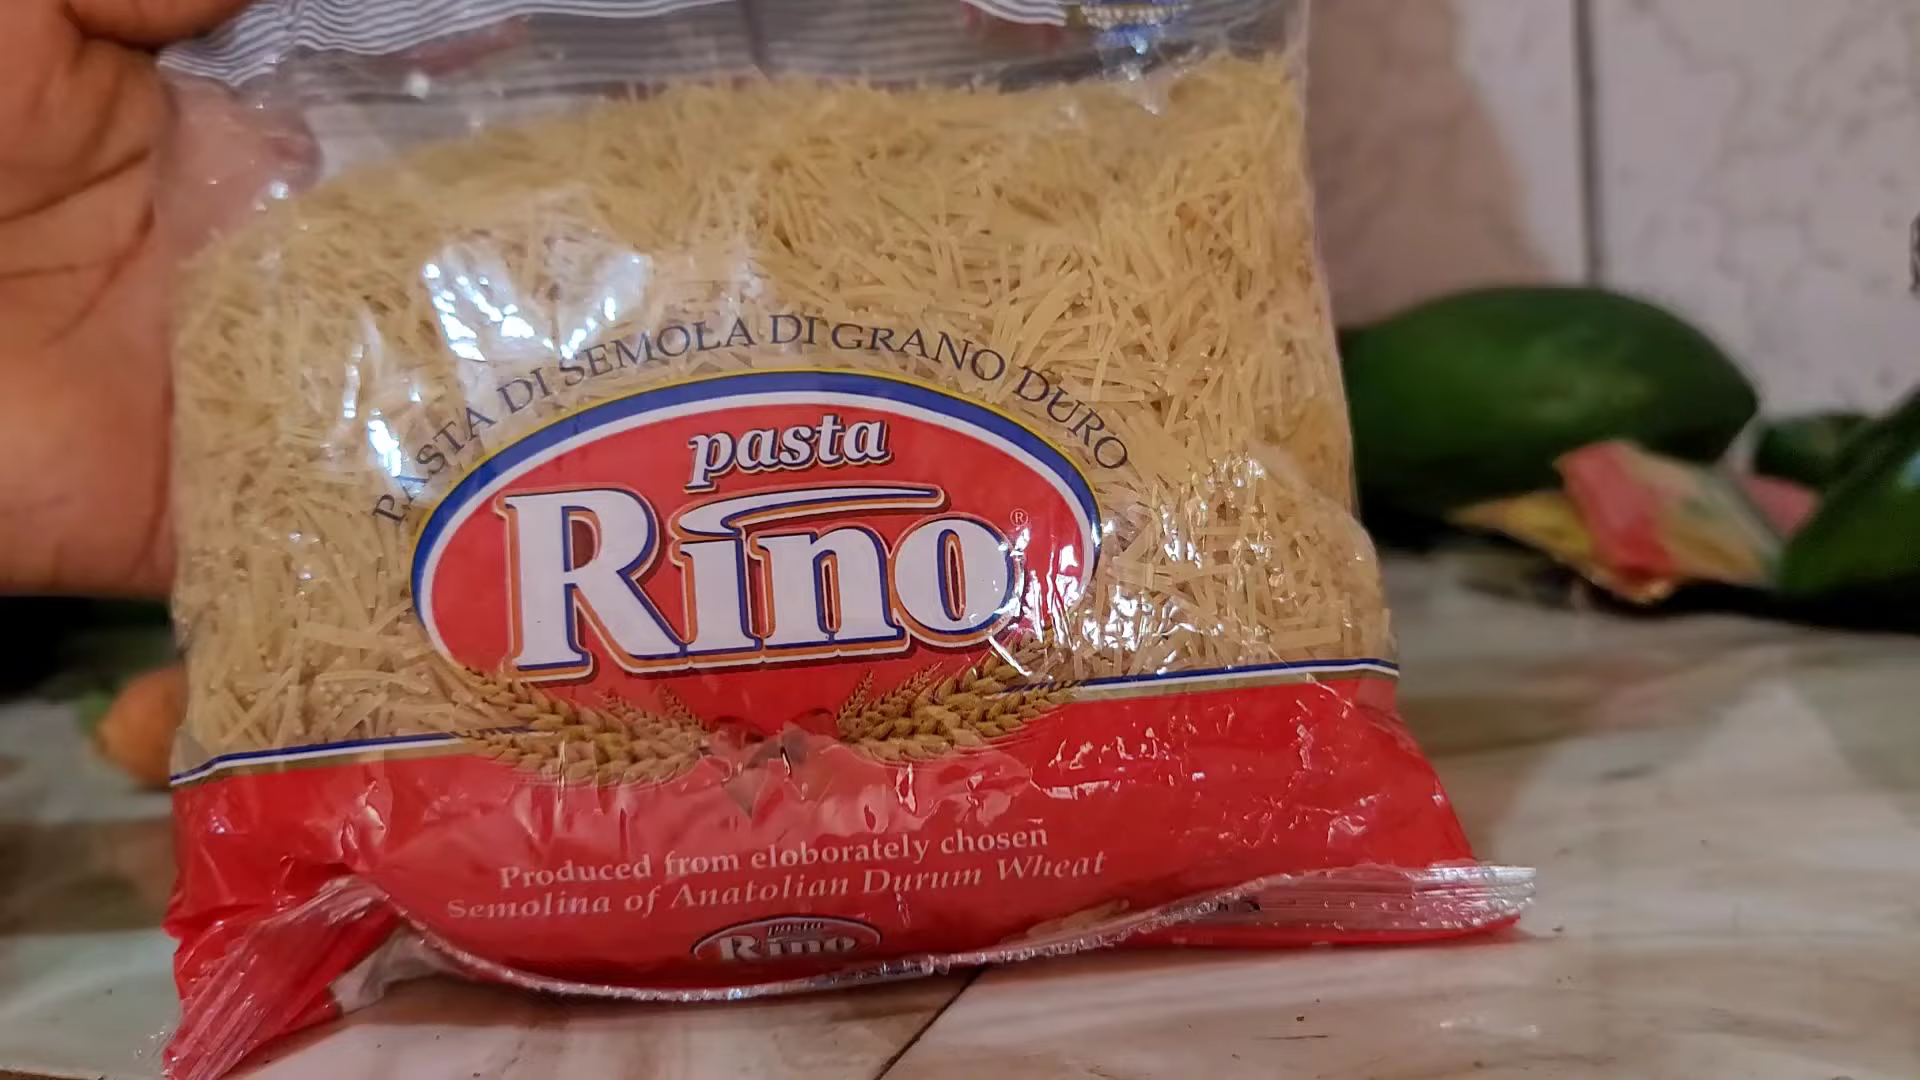 PASTA DI SEMOLA DI GRANO DURO
pasta
Rino®
Produced from eloborately chosen
Semolina of Anatolian Durum Wheat
pasta
Rino